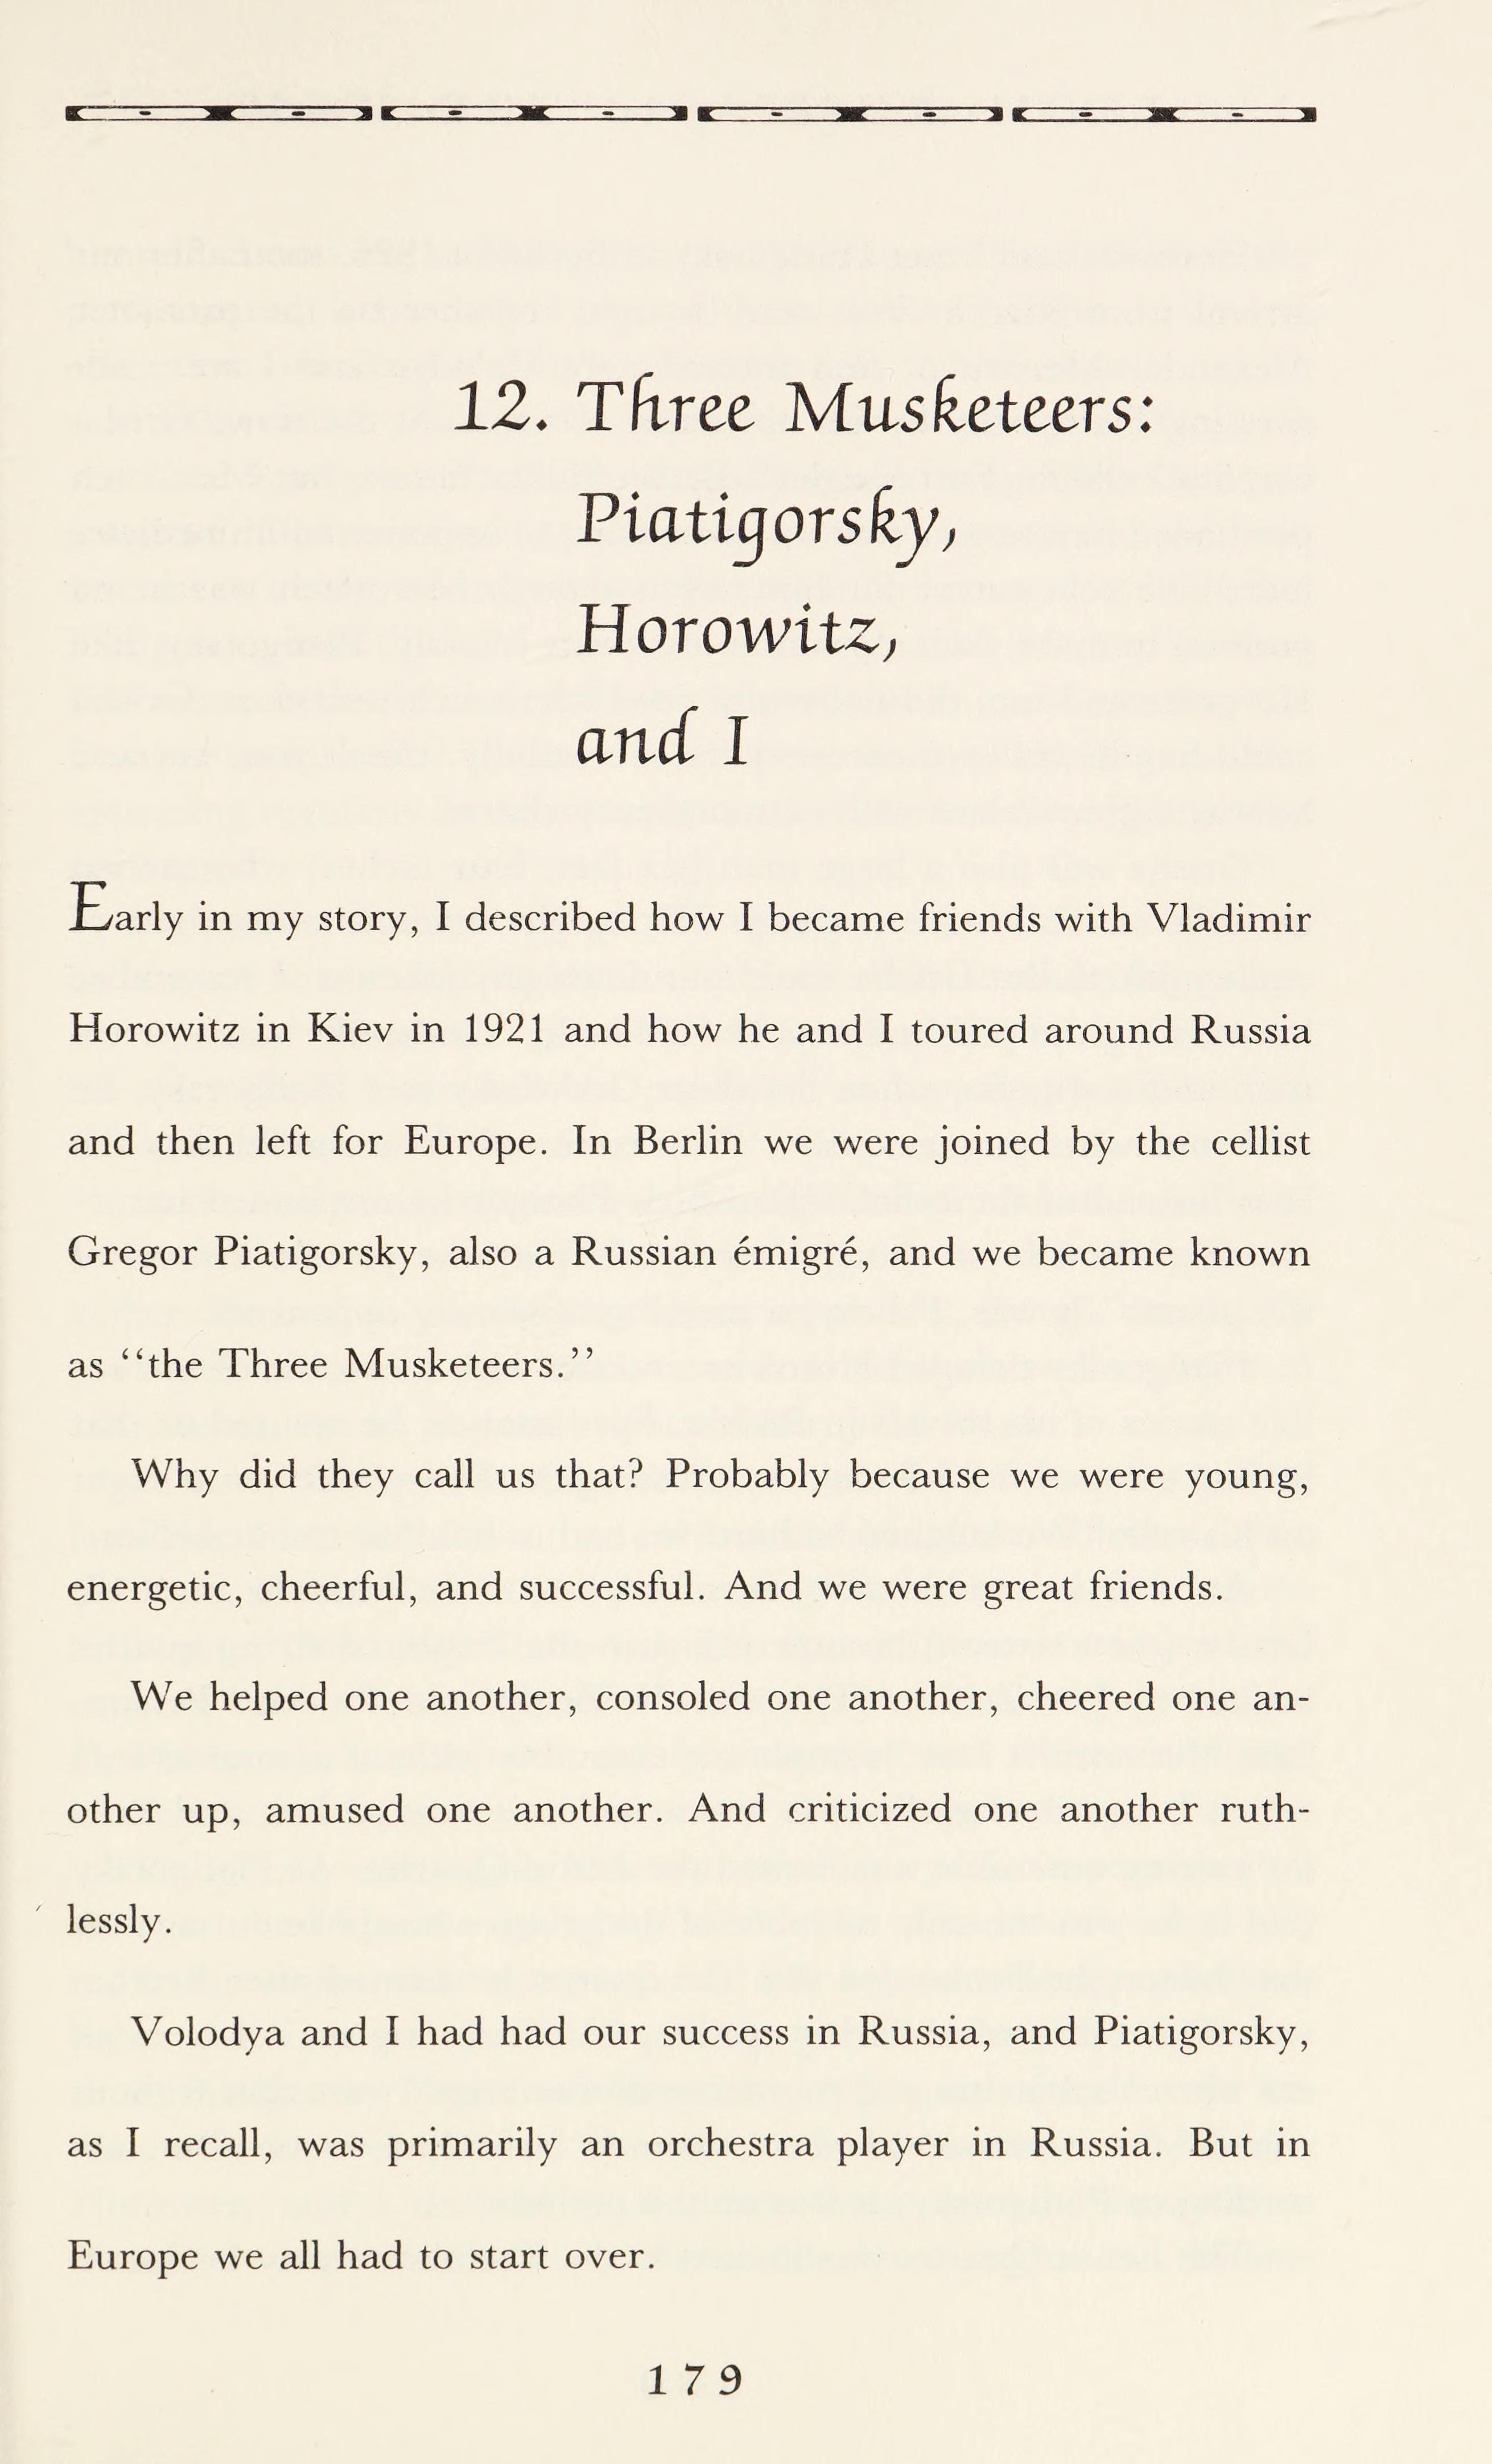 12. Three Musketeers:
Piatigorsky,
Horowitz,
and I
Early in my story, I described how I became friends with Vladimir
Horowitz in Kiev in 1921 and how he and I toured around Russia
and then left for Europe. In Berlin we were joined by the cellist
Gregor Piatigorsky, also a Russian émigré, and we became known
as ‘‘the Three Musketeers.’’
Why did they call us that? Probably because we were young,
energetic, cheerful, and successful. And we were great friends.
We helped one another, consoled one another, cheered one an-
other up, amused one another. And criticized one another ruth-
lessly.
Volodya and I had had our success in Russia, and Piatigorsky,
as I recall, was primarily an orchestra player in Russia. But in
Europe we all had to start over.
179